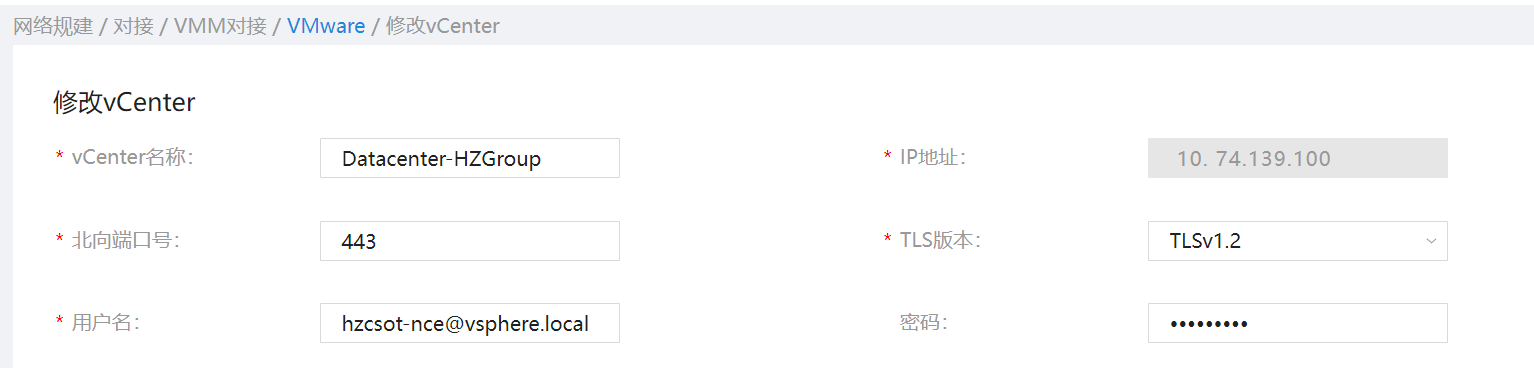 网络规建 / 对接 / VMM对接 / VMware / 修改vCenter
修改vCenter
* vCenter名称: Datacenter-HZGroup * IP地址: 10. 74.139.100
* 北向端口号: 443 * TLS版本: TLSv1.2
* 用户名: hzcsot-nce@vsphere.local 密码: •••••••••